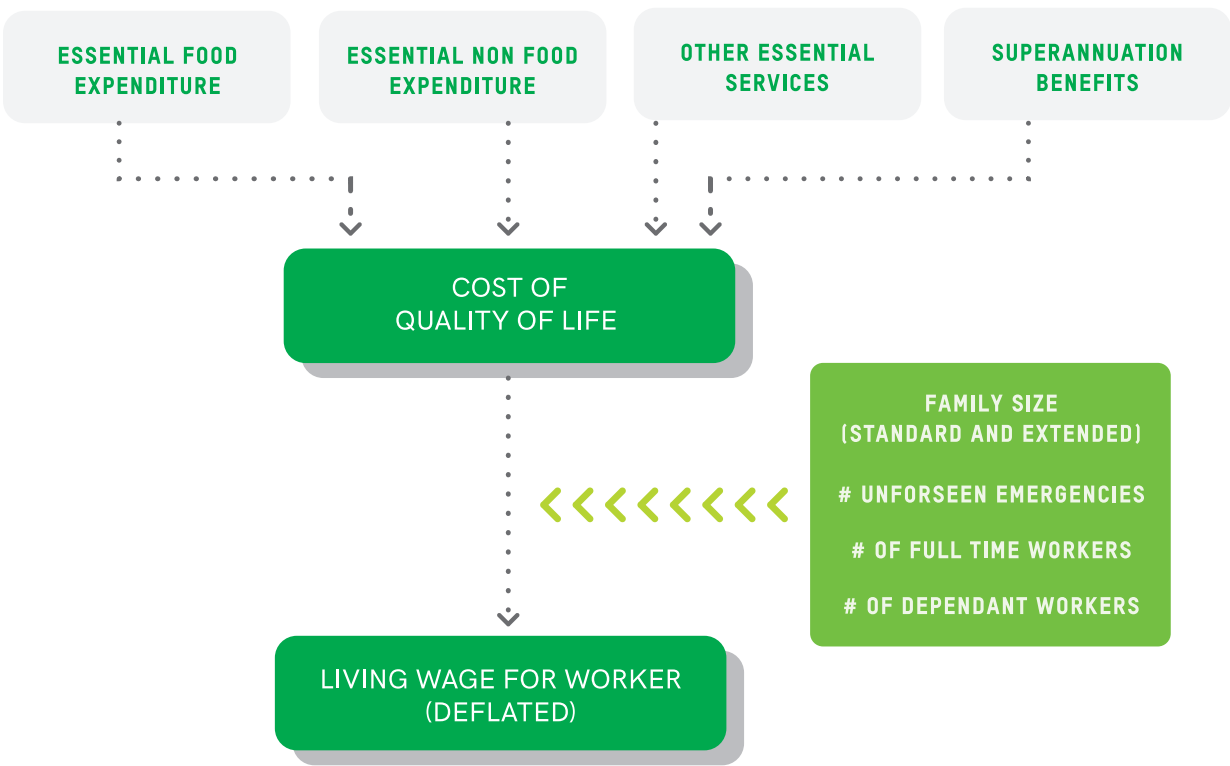 ESSENTIAL FOOD
EXPENDITURE
ESSENTIAL NON FOOD
EXPENDITURE
OTHER ESSENTIAL
SERVICES
SUPERANNUATION
BENEFITS
COST OF
QUALITY OF LIFE
FAMILY SIZE
(STANDARD AND EXTENDED)
# UNFORSEEN EMERGENCIES
# OF FULL TIME WORKERS
# OF DEPENDANT WORKERS
LIVING WAGE FOR WORKER
(DEFLATED)